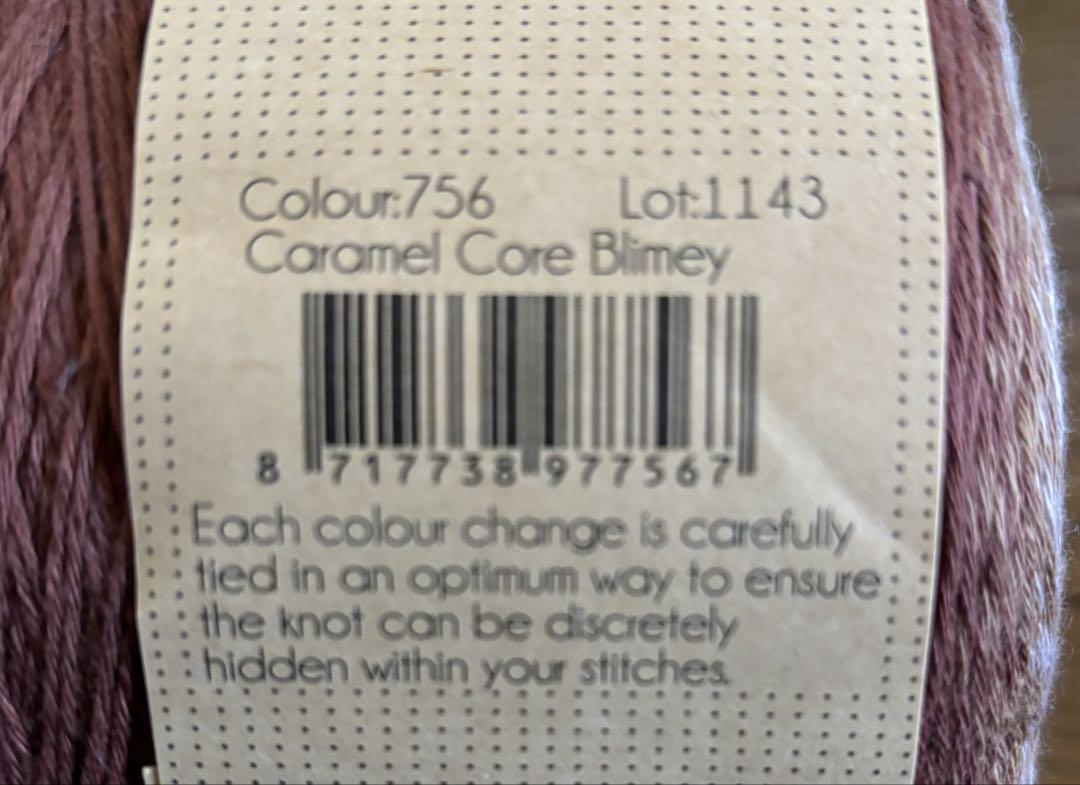 Colour:756 Lot:1143
Caramel Core Blimey
8 717738 977567
Each colour change is carefully
tied in an optimum way to ensure
the knot can be discretely
hidden within your stitches.